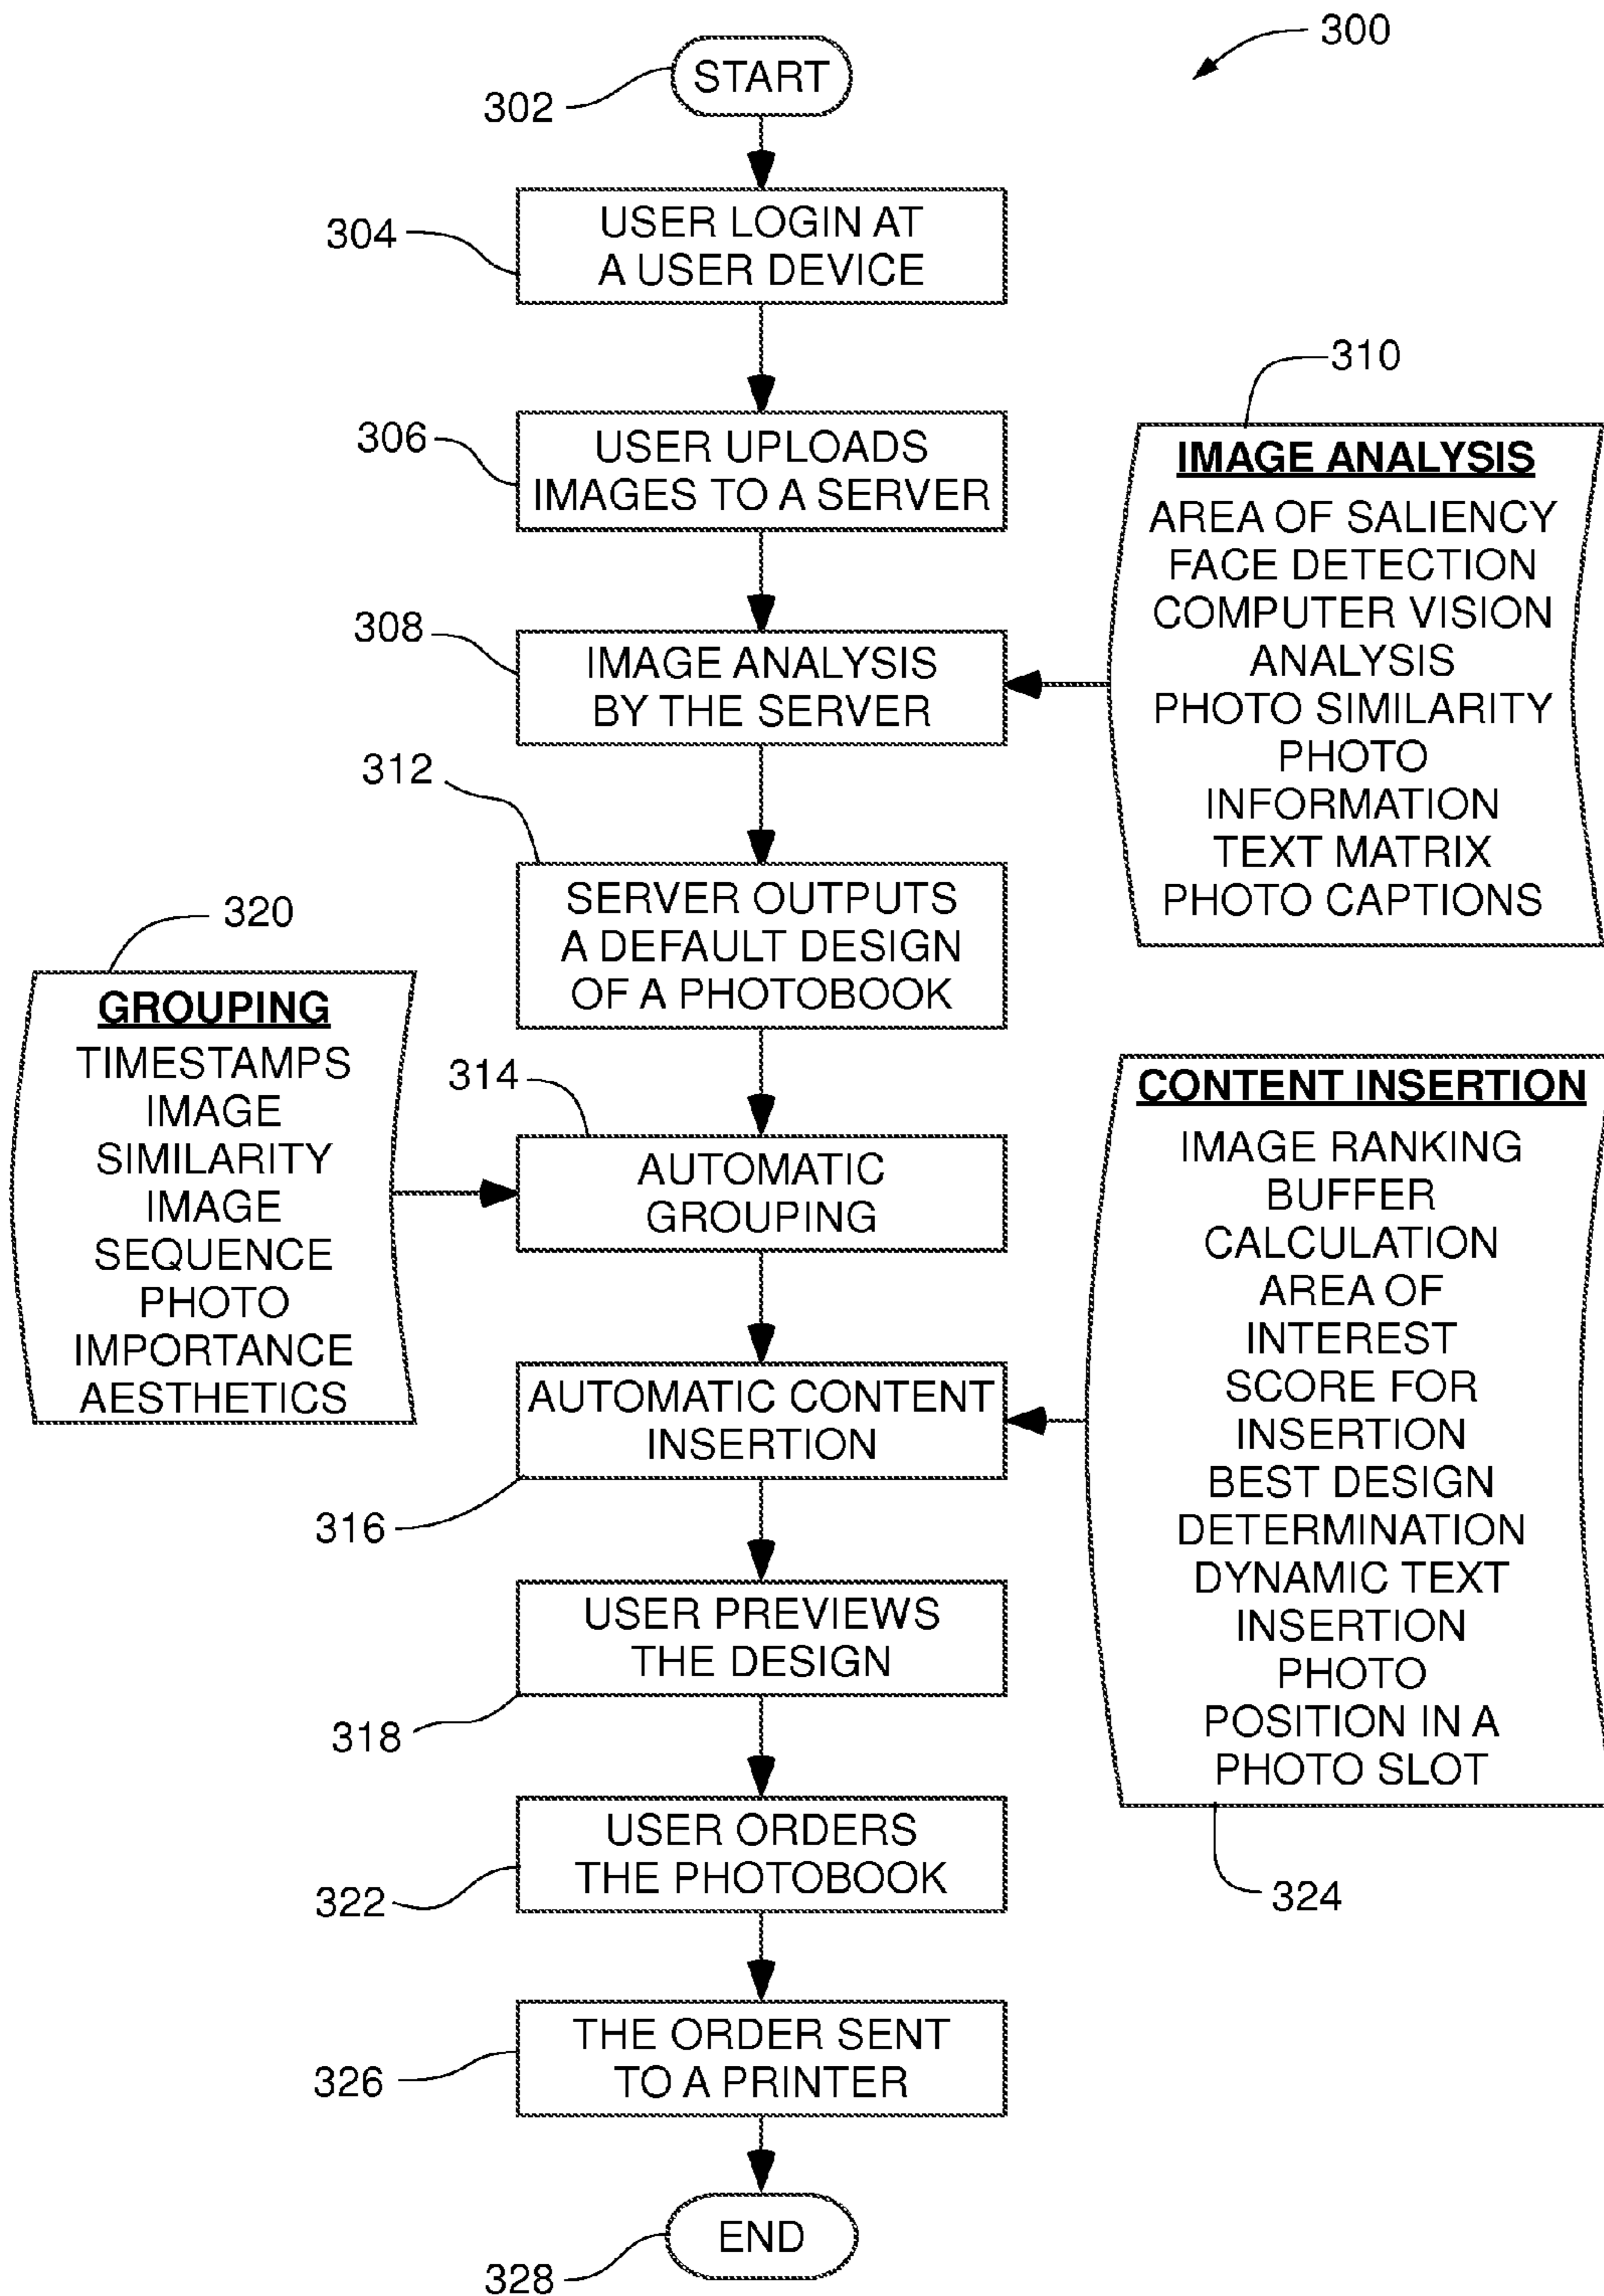 300
START
302
USER LOGIN AT
A USER DEVICE
304
USER UPLOADS
IMAGES TO A SERVER
306
310
IMAGE ANALYSIS
AREA OF SALIENCY
FACE DETECTION
COMPUTER VISION
ANALYSIS
PHOTO SIMILARITY
PHOTO
INFORMATION
TEXT MATRIX
PHOTO CAPTIONS
308
IMAGE ANALYSIS
BY THE SERVER
312
SERVER OUTPUTS
A DEFAULT DESIGN
OF A PHOTOBOOK
320
GROUPING
TIMESTAMPS
IMAGE
SIMILARITY
IMAGE
SEQUENCE
PHOTO
IMPORTANCE
AESTHETICS
314
AUTOMATIC
GROUPING
CONTENT INSERTION
IMAGE RANKING
BUFFER
CALCULATION
AREA OF
INTEREST
SCORE FOR
INSERTION
BEST DESIGN
DETERMINATION
DYNAMIC TEXT
INSERTION
PHOTO
POSITION IN A
PHOTO SLOT
324
AUTOMATIC CONTENT
INSERTION
316
USER PREVIEWS
THE DESIGN
318
USER ORDERS
THE PHOTOBOOK
322
THE ORDER SENT
TO A PRINTER
326
END
328